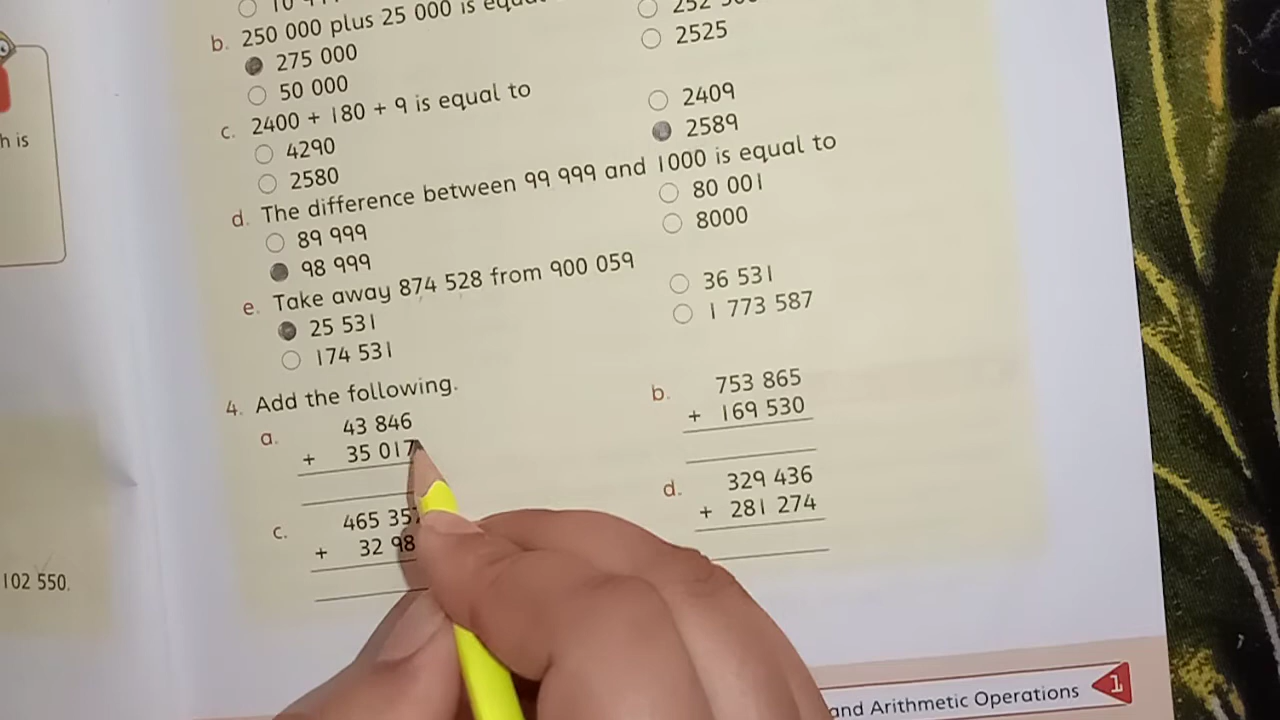 b. 250 000 plus 25 000 is
275 000
2525
50 000
c. 2400 + 180 + 9 is equal to
4290
2409
2580
2589
d. The difference between 99 999 and 1000 is equal to
89 999
80 001
98 999
8000
e. Take away 874 528 from 900 059
25 531
36 531
174 531
1 773 587
4. Add the following.
a. 43 846
+ 35 017
b. 753 865
+ 169 530
c. 465 35
+ 32 98
d. 329 436
+ 281 274
h is
102 550.
and Arithmetic Operations 1